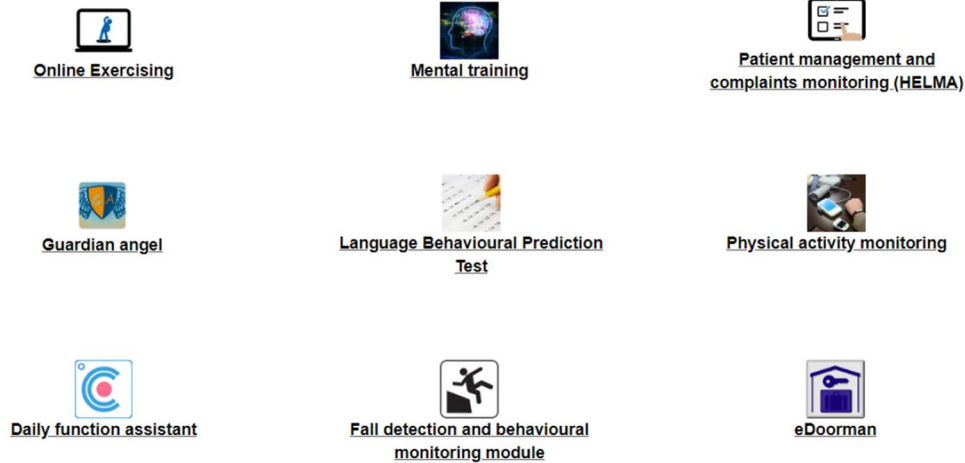 Online Exercising
Mental training
Patient management and
complaints monitoring (HELMA)
Guardian angel
Language Behavioural Prediction
Test
Physical activity monitoring
Daily function assistant
Fall detection and behavioural
monitoring module
eDoorman